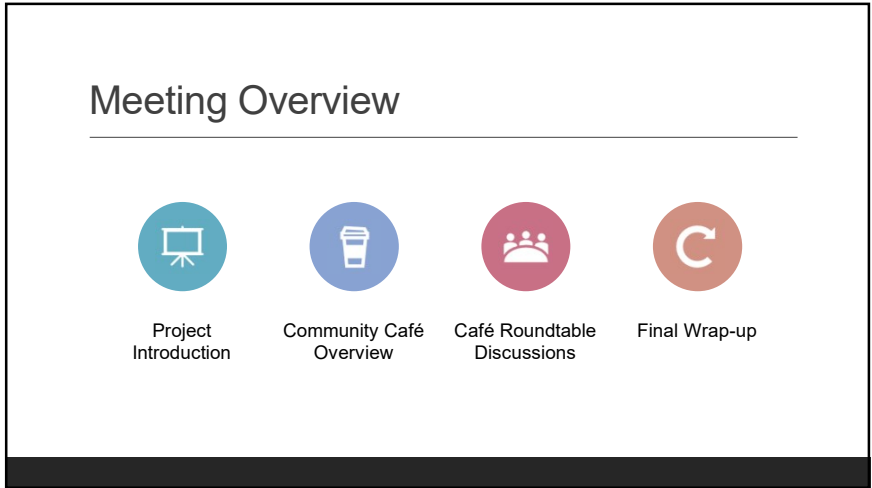 Meeting Overview
Project
Introduction
Community Café
Overview
Café Roundtable
Discussions
Final Wrap-up